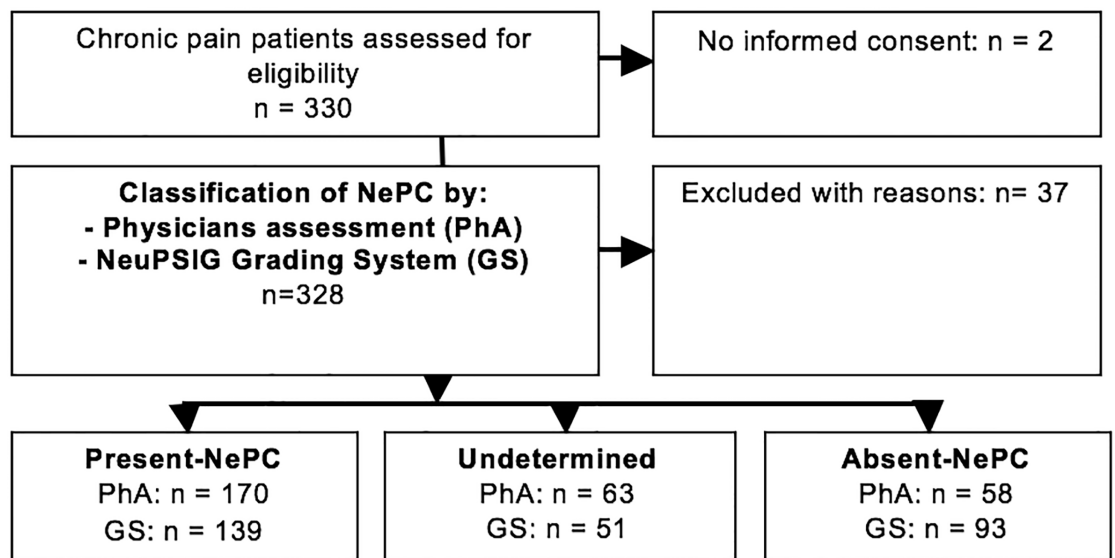 Chronic pain patients assessed for
eligibility
n = 330
No informed consent: n = 2
Classification of NePC by:
- Physicians assessment (PhA)
- NeuPSIG Grading System (GS)
n=328
Excluded with reasons: n= 37
Present-NePC
PhA: n = 170
GS: n = 139
Undetermined
PhA: n = 63
GS: n = 51
Absent-NePC
PhA: n = 58
GS: n = 93